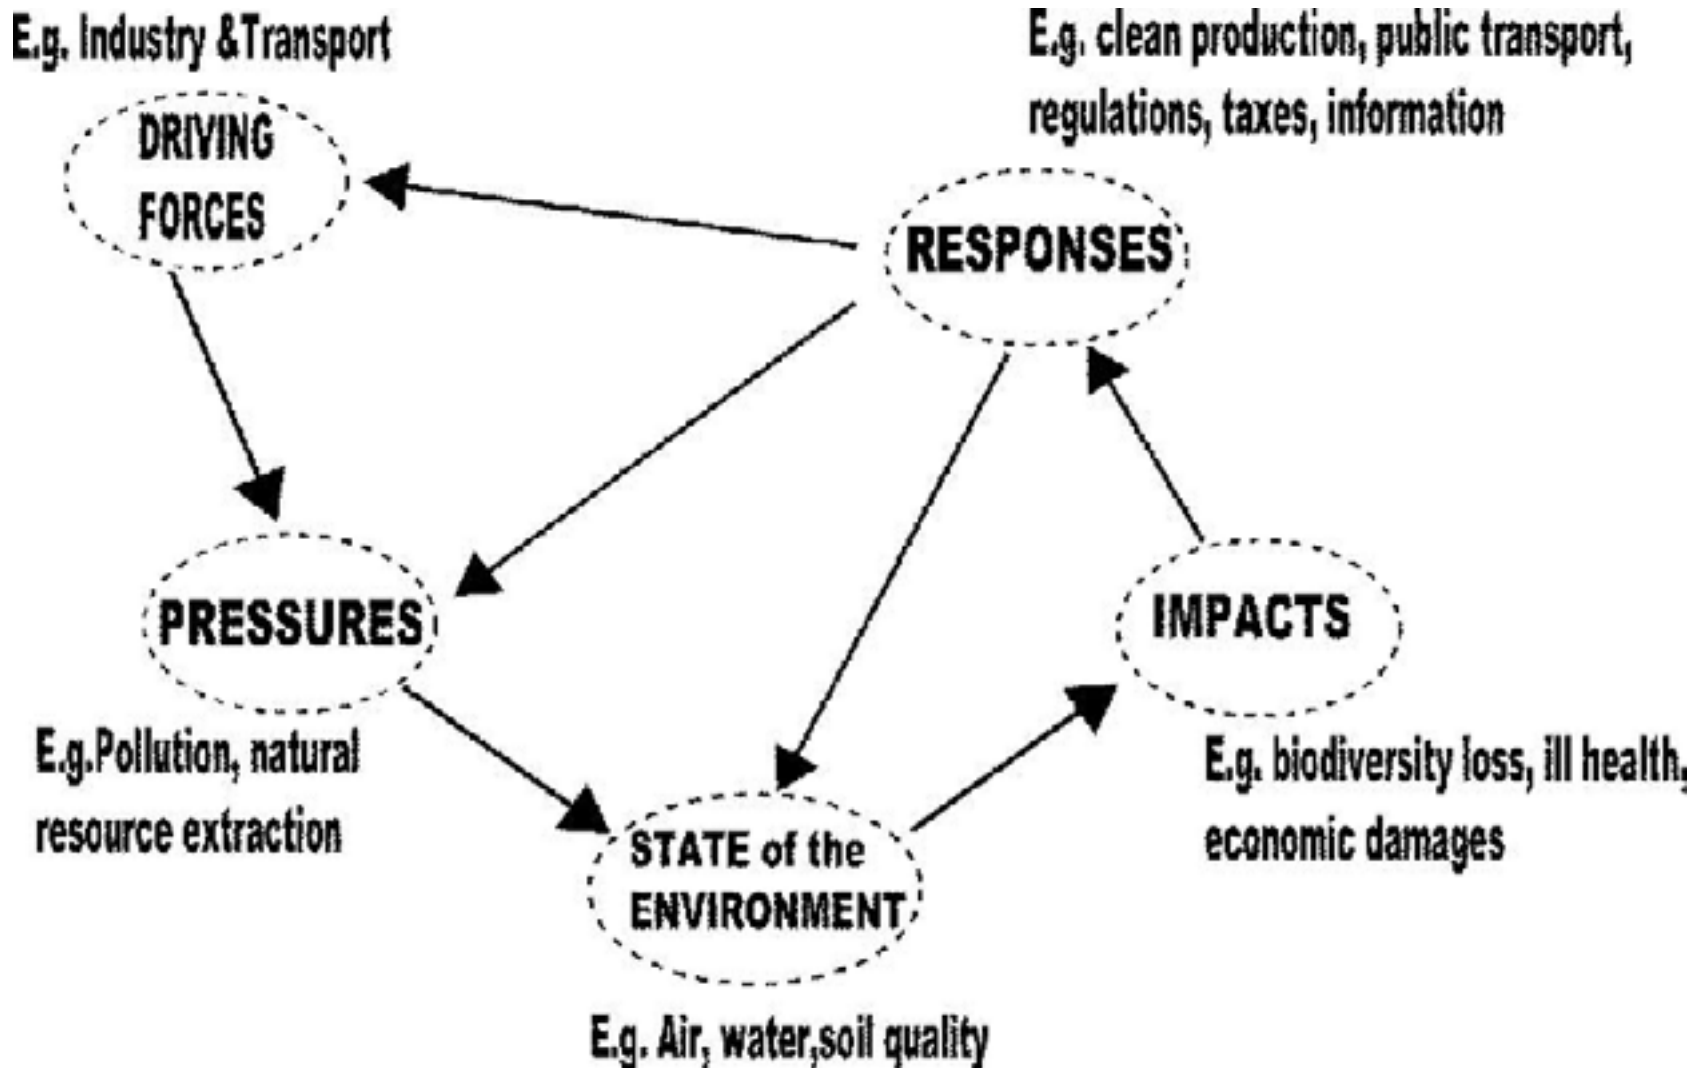 E.g. Industry &Transport
DRIVING
FORCES
E.g. clean production, public transport,
regulations, taxes, information
RESPONSES
PRESSURES
E.g.Pollution, natural
resource extraction
IMPACTS
E.g. biodiversity loss, ill health,
economic damages
STATE of the
ENVIRONMENT
E.g. Air, water,soil quality